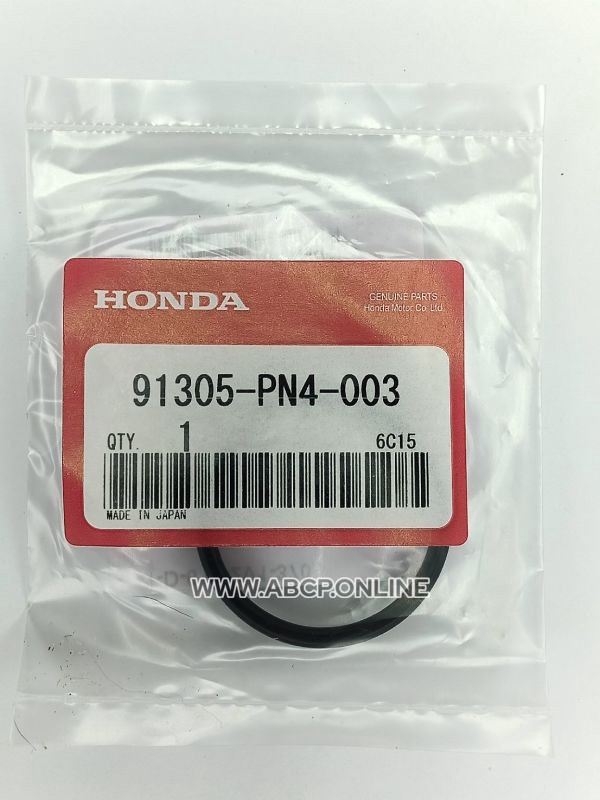 HONDA
GENUINE PARTS
Honda Motor Co., Ltd.
91305-PN4-003
QTY. 1 6C15
MADE IN JAPAN
WWW.ABCP.ONLINE